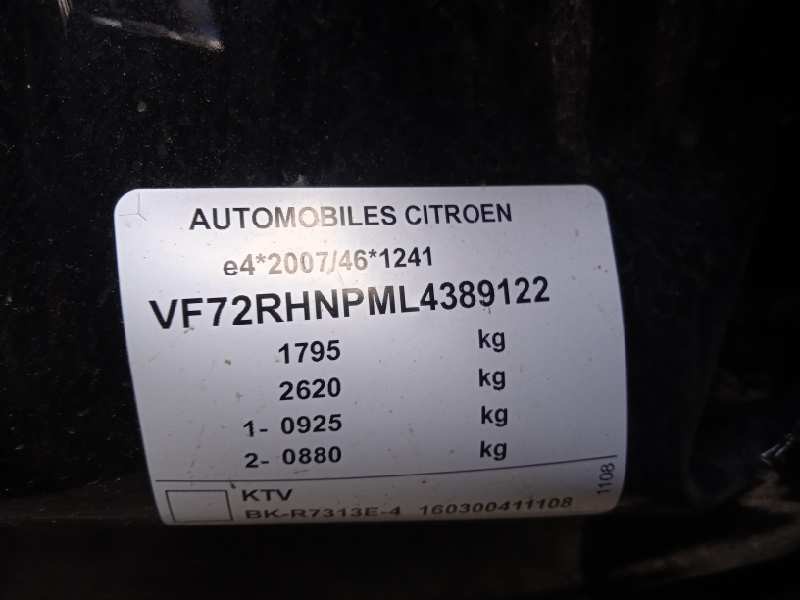 AUTOMOBILES CITROEN
e4*2007/46*1241
VF72RHNPML4389122
1795 kg
2620 kg
1- 0925 kg
2- 0880 kg
KTV
BK-R7313E-4 160300411108
1108